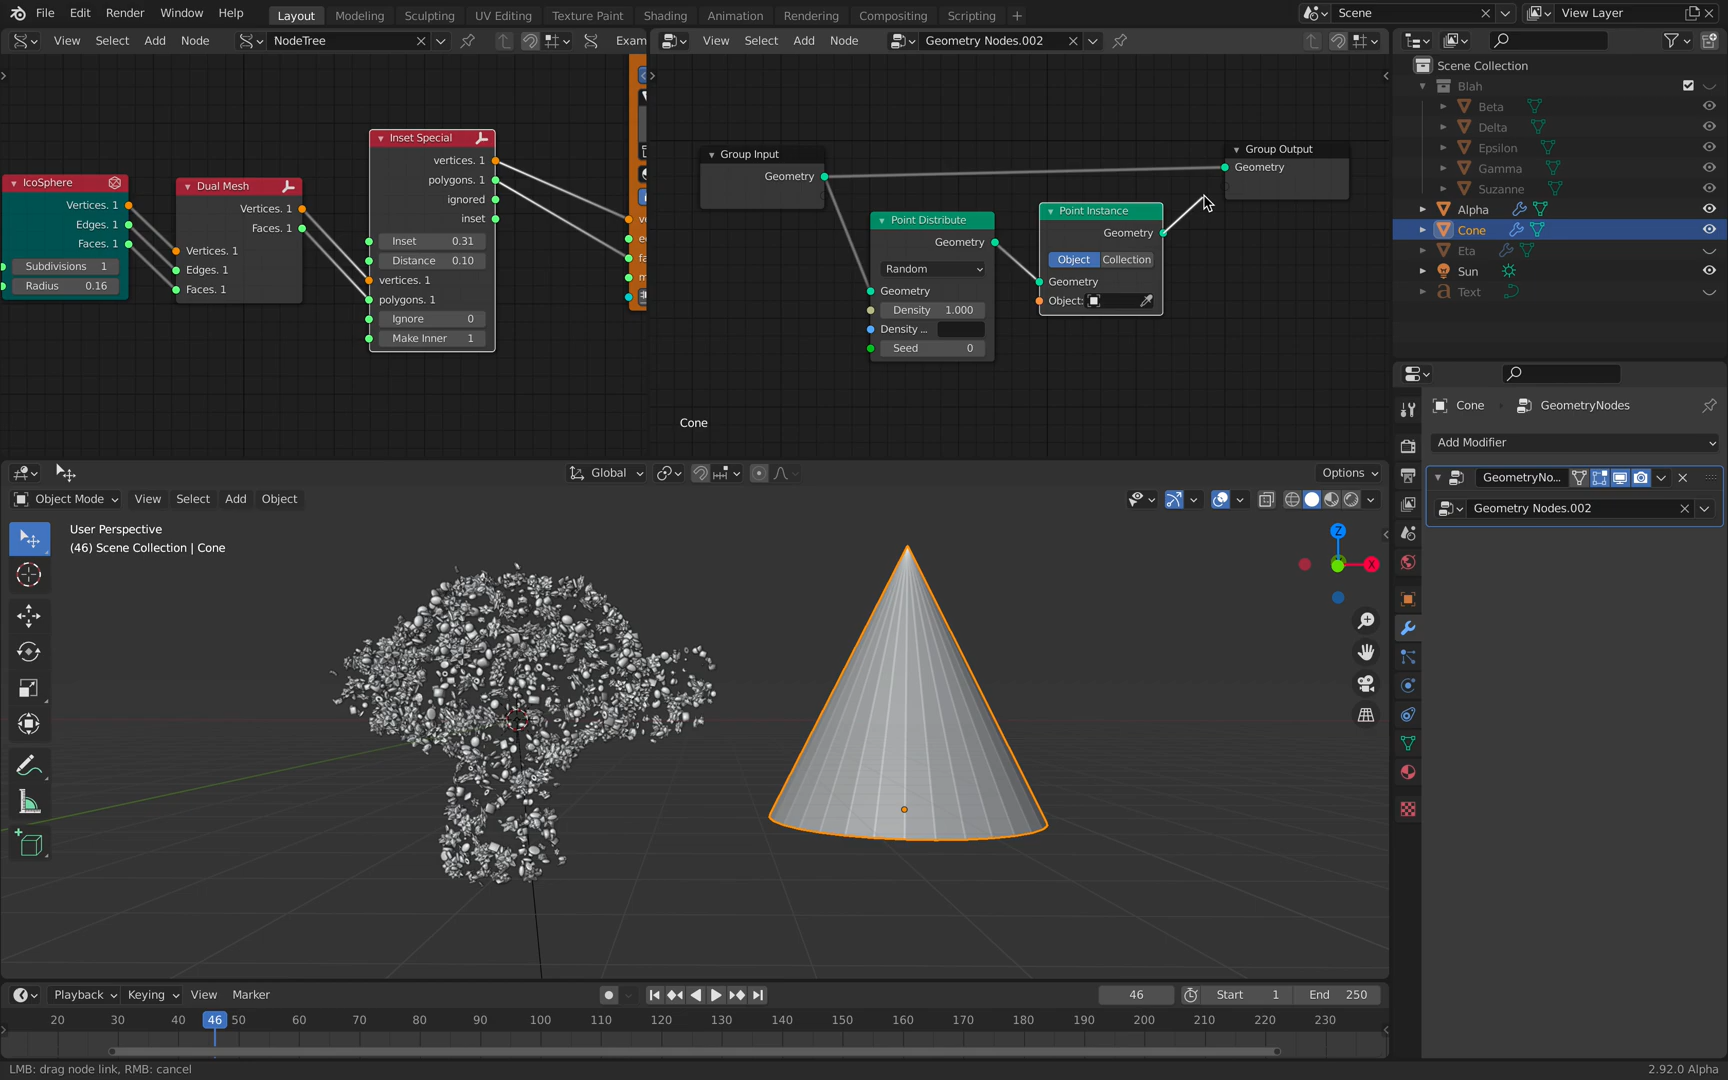 File Edit Render Window Help Layout Modeling Sculpting UV Editing Texture Paint Shading Animation Rendering Compositing Scripting + Scene View Layer
View Select Add Node NodeTree Exam
View Select Add Node Geometry Nodes.002
IcoSphere
Vertices. 1
Edges. 1
Faces. 1
Subdivisions 1
Radius 0.16
Dual Mesh
Vertices. 1
Faces. 1
Vertices. 1
Edges. 1
Faces. 1
Inset Special
vertices. 1
polygons. 1
ignored
inset
Inset 0.31
Distance 0.10
vertices. 1
polygons. 1
Ignore 0
Make Inner 1
Group Input
Geometry
Point Distribute
Geometry
Random
Geometry
Density 1.000
Density ...
Seed 0
Point Instance
Geometry
Object Collection
Geometry
Object:
Group Output
Geometry
Cone
Scene Collection
Blah
Beta
Delta
Epsilon
Gamma
Suzanne
Alpha
Cone
Eta
Sun
Text
Cone GeometryNodes
Add Modifier
GeometryNo...
Geometry Nodes.002
Global Options
Object Mode View Select Add Object
User Perspective
(46) Scene Collection | Cone
Z
X
Playback Keying View Marker 46 Start 1 End 250
20 30 40 46 50 60 70 80 90 100 110 120 130 140 150 160 170 180 190 200 210 220 230
LMB: drag node link, RMB: cancel 2.92.0 Alpha